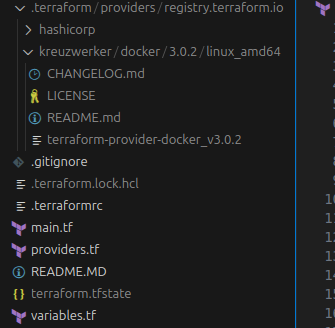 .terraform/providers/registry.terraform.io
hashicorp
kreuzwerker/docker/3.0.2/linux_amd64
CHANGELOG.md
LICENSE
README.md
terraform-provider-docker_v3.0.2
.gitignore
.terraform.lock.hcl
.terraformrc
main.tf
providers.tf
README.MD
terraform.tfstate
variables.tf